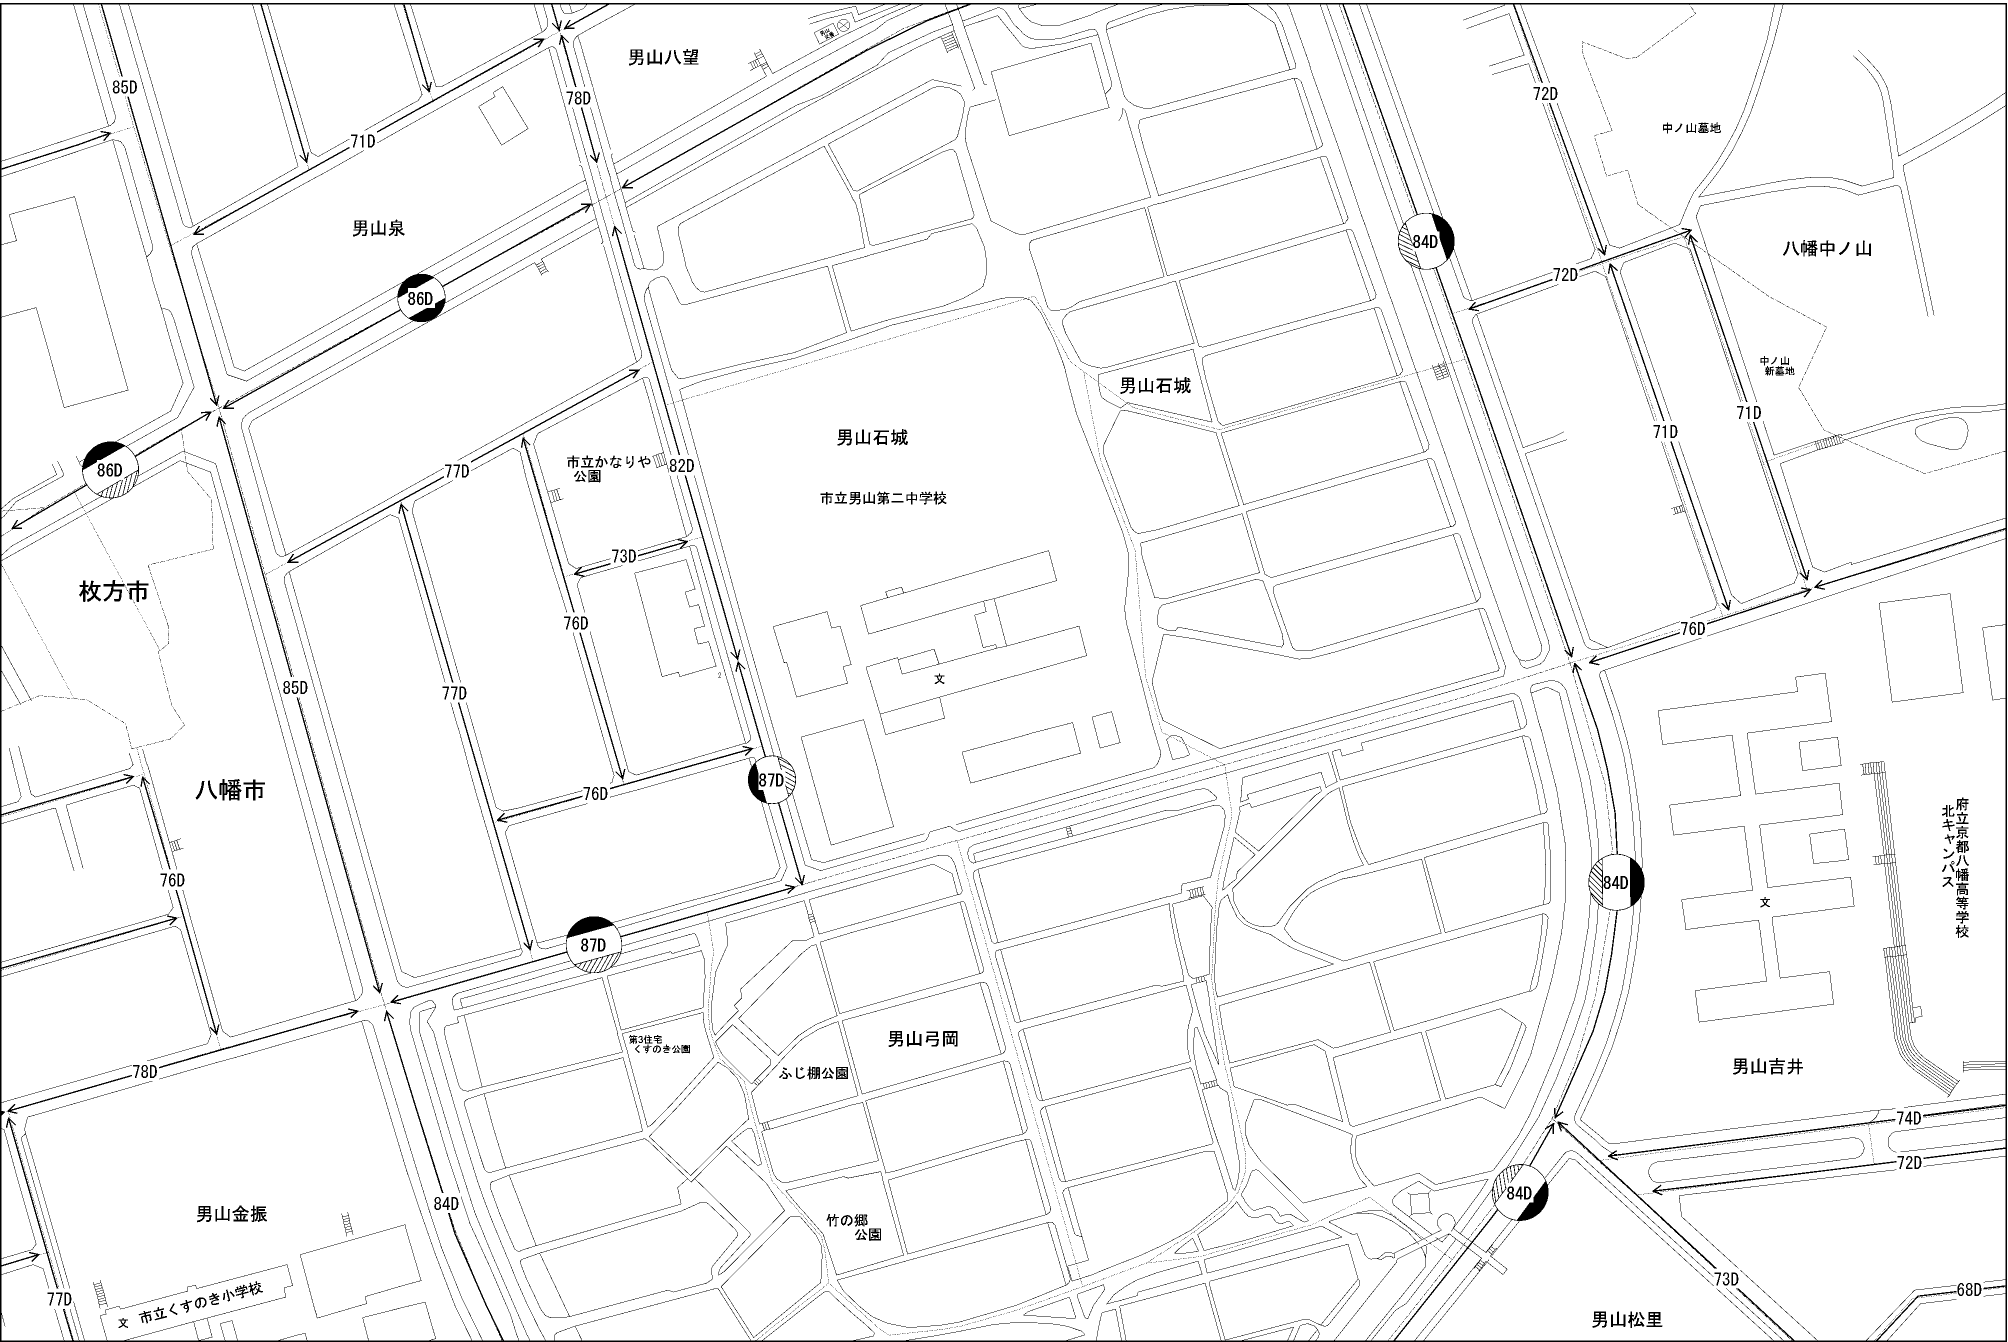 男山八望
男山
交番
85D
78D
72D
中ノ山墓地
71D
男山泉
84D
八幡中ノ山
72D
86D
中ノ山
新墓地
男山石城
71D
71D
男山石城
市立かなりや
公園
77D
82D
86D
市立男山第二中学校
73D
枚方市
76D
76D
文
2
85D
77D
八幡市
87D
76D
府立京都八幡高等学校
北キャンパス
76D
84D
文
87D
第3住宅
くすのき公園
男山弓岡
78D
ふじ棚公園
男山吉井
74D
72D
84D
84D
男山金振
竹の郷
公園
73D
77D
市立くすのき小学校
文
68D
男山松里